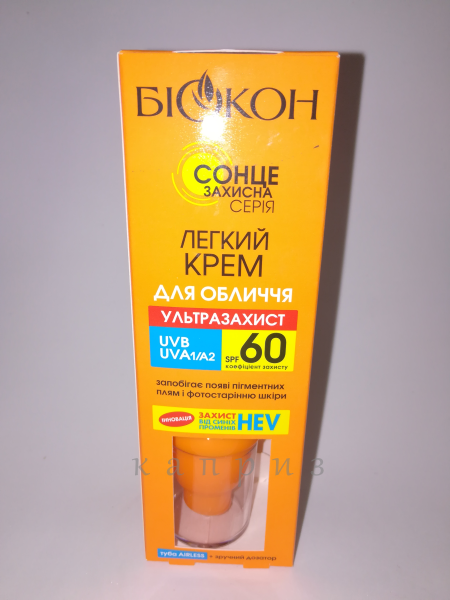 БІОКОН
СОНЦЕ
ЗАХИСНА
СЕРІЯ
ЛЕГКИЙ
КРЕМ
ДЛЯ ОБЛИЧЧЯ
УЛЬТРАЗАХИСТ
UVB
UVA1/A2
SPF 60
коефіцієнт захисту
запобігає появі пігментних
плям і фотостарінню шкіри
ІННОВАЦІЯ
ЗАХИСТ
ВІД СИНІХ
ПРОМЕНІВ
HEV
каприз
туба AIRLESS + зручний дозатор